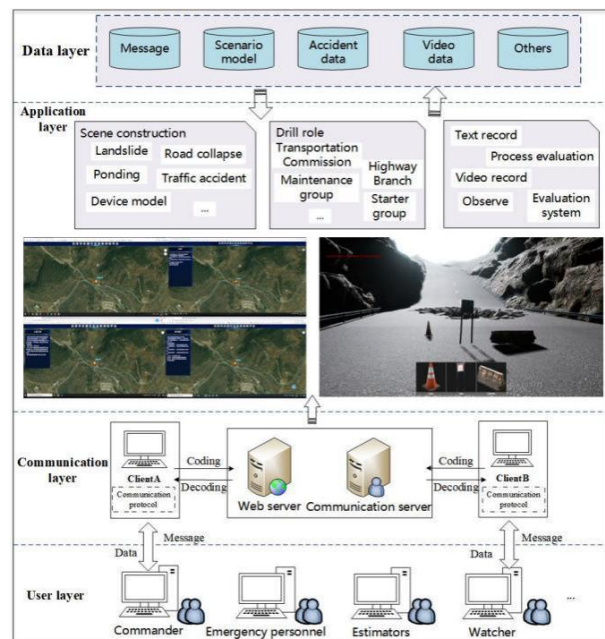 Data layer
Message
Scenario
model
Accident
data
Video
data
Others
Application
layer
Scene construction
Landslide
Road collapse
Ponding
Traffic accident
Device model
...
Drill role
Transportation
Commission
Highway
Branch
Maintenance
group
Starter
group
...
Text record
Process evaluation
Video record
Observe
Evaluation
system
Communication
layer
ClientA
Communication
protocol
Coding
Decoding
Web server
Communication server
Coding
Decoding
ClientB
Communication
protocol
Message
Data
Message
Data
User layer
Commander
Emergency personnel
Estimators
Watcher
...